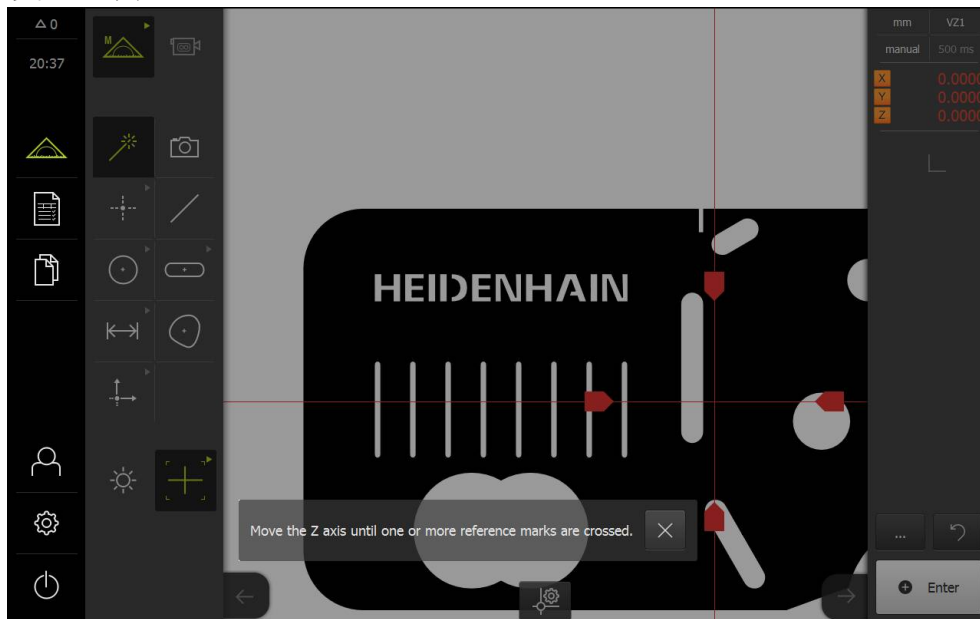 0
20:37
M
mm VZ1
manual 500 ms
X 0.0000
Y 0.0000
Z 0.0000
HEIDENHAIN
Move the Z axis until one or more reference marks are crossed.
...
Enter